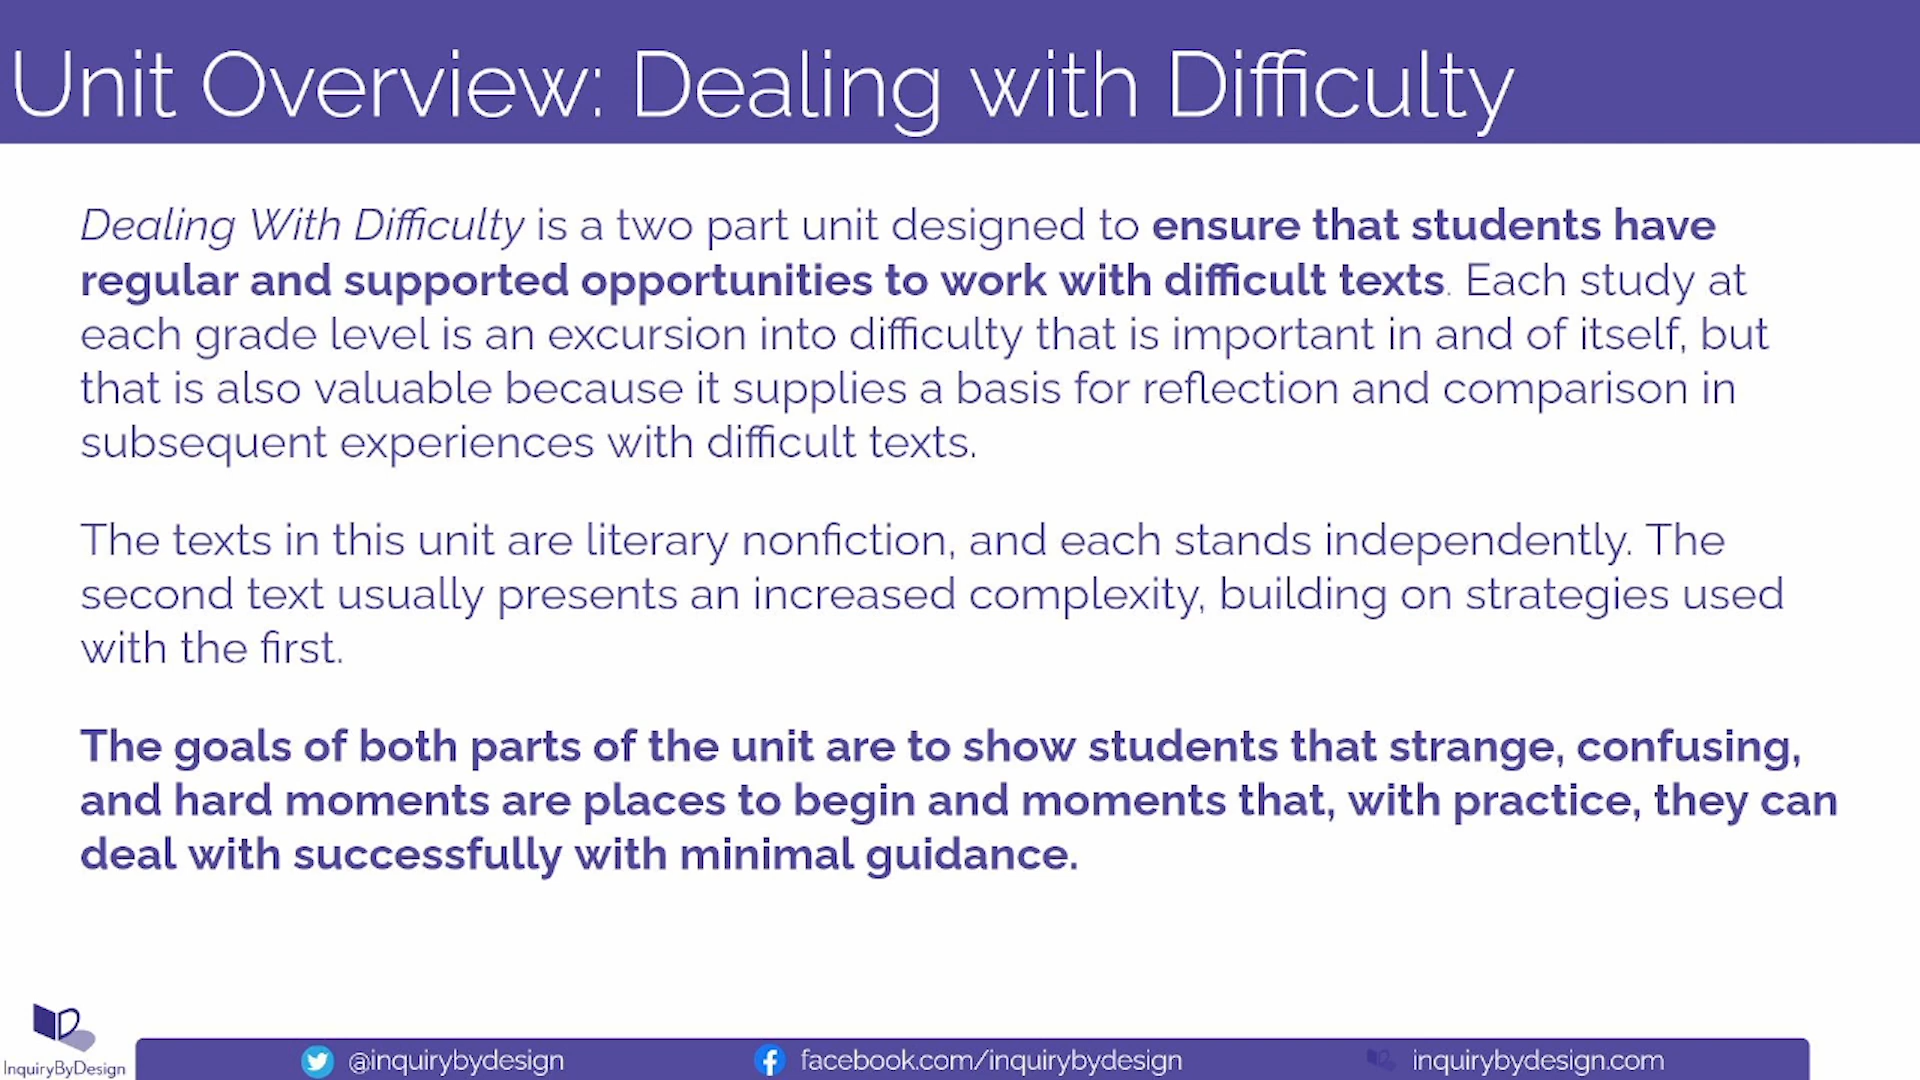 Unit Overview: Dealing with Difficulty
Dealing With Difficulty is a two part unit designed to ensure that students have
regular and supported opportunities to work with difficult texts. Each study at
each grade level is an excursion into difficulty that is important in and of itself, but
that is also valuable because it supplies a basis for reflection and comparison in
subsequent experiences with difficult texts.
The texts in this unit are literary nonfiction, and each stands independently. The
second text usually presents an increased complexity, building on strategies used
with the first.
The goals of both parts of the unit are to show students that strange, confusing,
and hard moments are places to begin and moments that, with practice, they can
deal with successfully with minimal guidance.
InquiryByDesign
@inquirybydesign
facebook.com/inquirybydesign
inquirybydesign.com